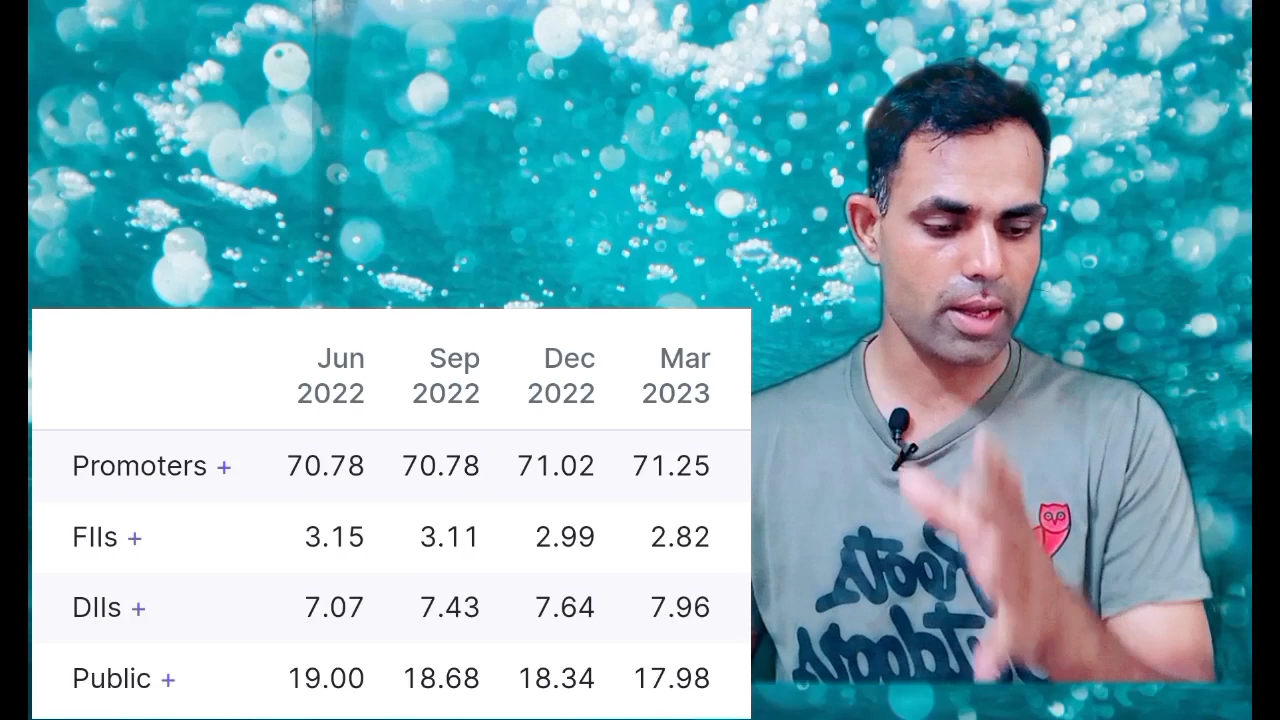 Jun Sep Dec Mar
2022 2022 2022 2023
Promoters + 70.78 70.78 71.02 71.25
FIIs + 3.15 3.11 2.99 2.82
DIIs + 7.07 7.43 7.64 7.96
Public + 19.00 18.68 18.34 17.98
Roots